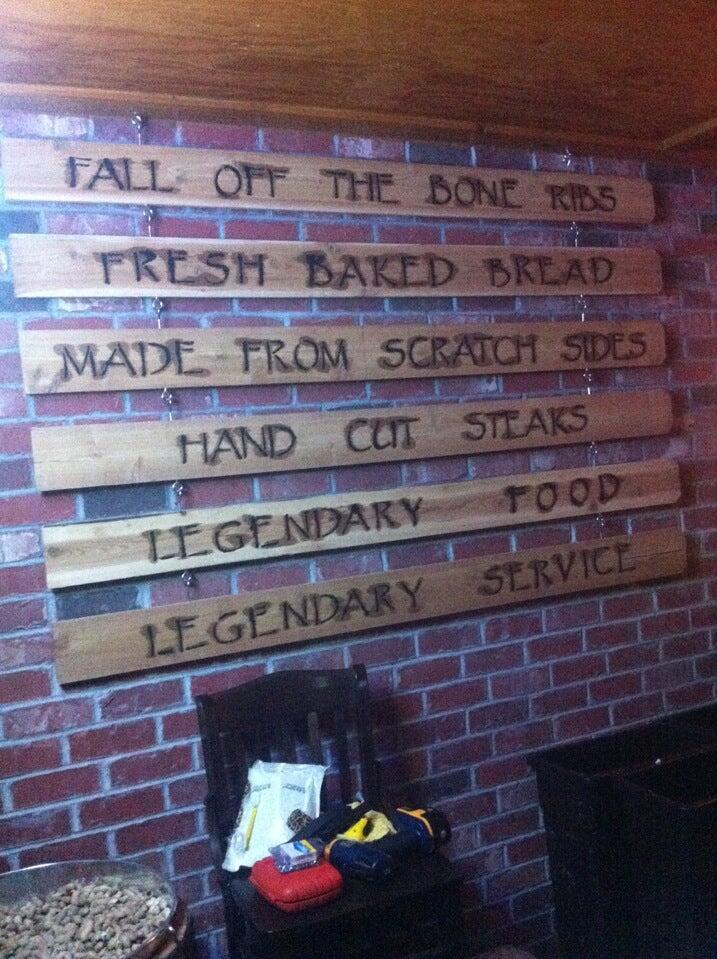 FALL OFF THE BONE RIBS
FRESH BAKED BREAD
MADE FROM SCRATCH SIDES
HAND CUT STEAKS
LEGENDARY FOOD
LEGENDARY SERVICE